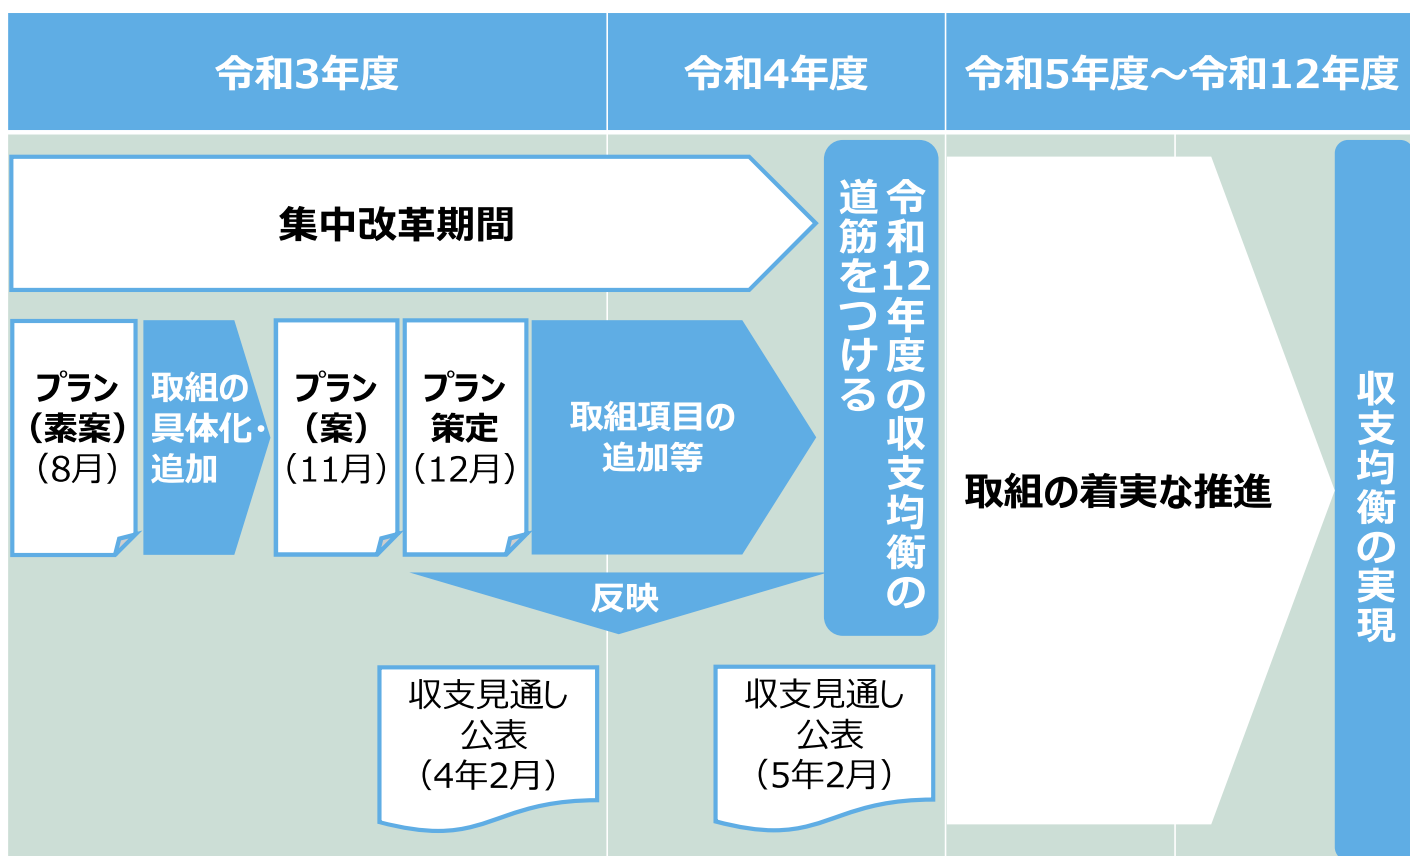 令和3年度
令和4年度
令和5年度～令和12年度
集中改革期間
令和12年度の収支均衡の
道筋をつける
プラン
（素案）
（8月）
取組の
具体化・
追加
プラン
（案）
（11月）
プラン
策定
（12月）
取組項目の
追加等
反映
収支見通し
公表
（4年2月）
収支見通し
公表
（5年2月）
取組の着実な推進
収支均衡の実現